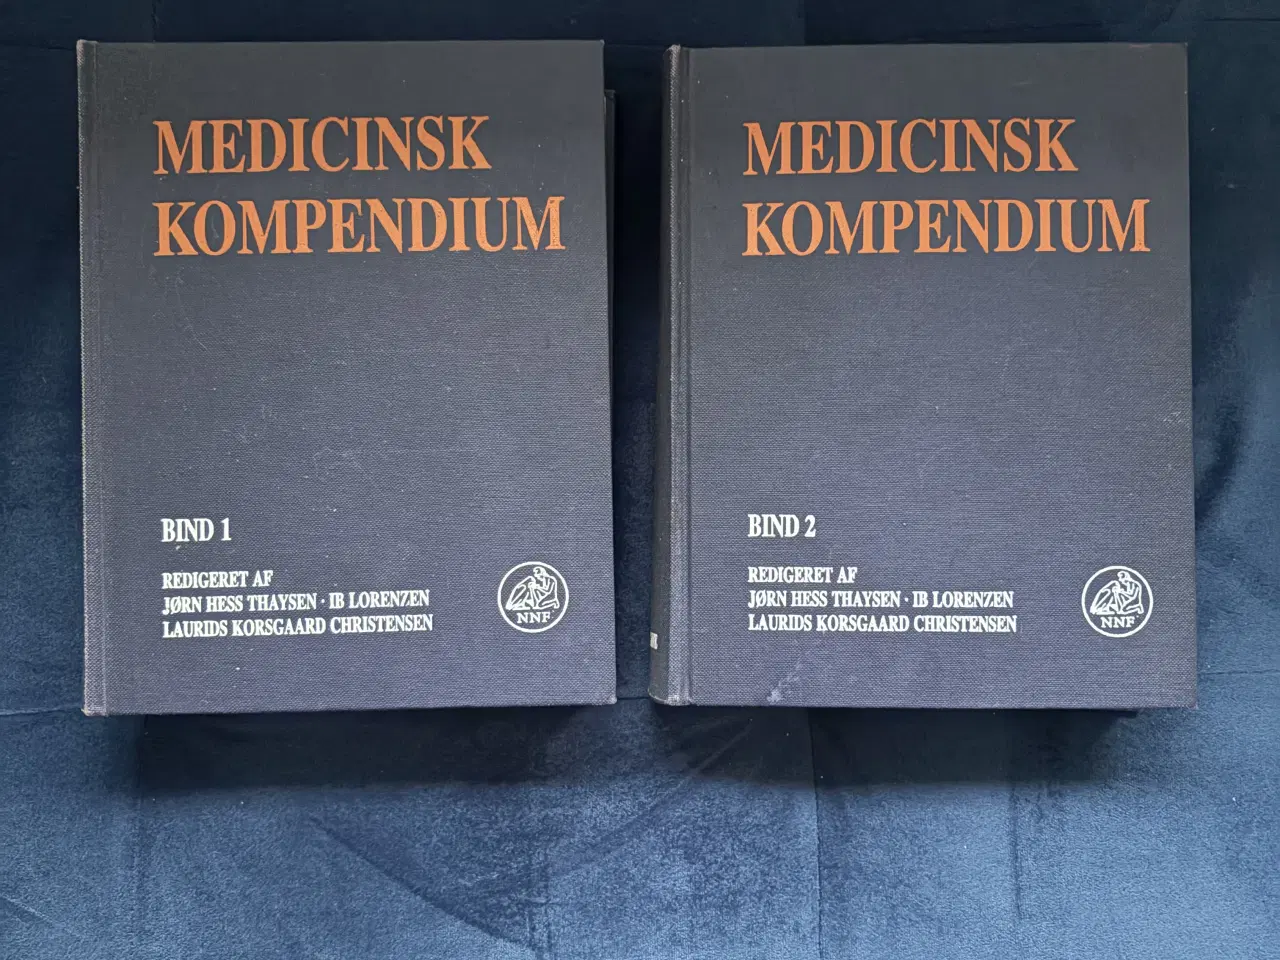 MEDICINSK
KOMPENDIUM
BIND 1
REDIGERET AF
JØRN HESS THAYSEN · IB LORENZEN
LAURIDS KORSGAARD CHRISTENSEN
NNF
MEDICINSK
KOMPENDIUM
BIND 2
REDIGERET AF
JØRN HESS THAYSEN · IB LORENZEN
LAURIDS KORSGAARD CHRISTENSEN
NNF